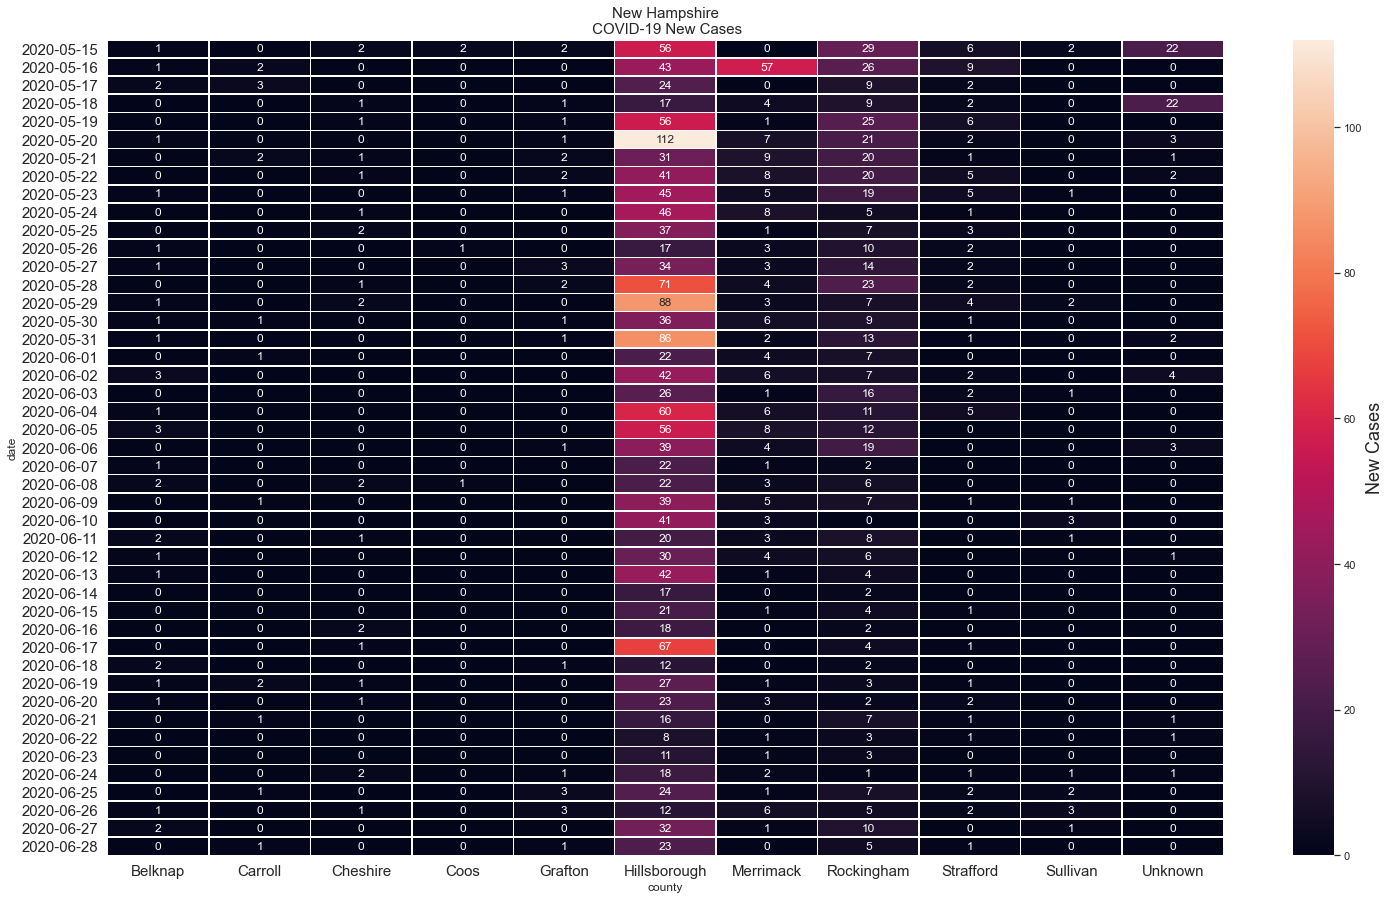 New Hampshire
COVID-19 New Cases
2020-05-15 1 0 2 2 2 56 0 29 6 2 22
2020-05-16 1 2 0 0 0 43 57 26 9 0 0
2020-05-17 2 3 0 0 0 24 0 9 2 0 0
2020-05-18 0 0 1 0 1 17 4 9 2 0 22
2020-05-19 0 0 1 0 1 56 1 25 6 0 0
2020-05-20 1 0 0 0 1 112 7 21 2 0 3
2020-05-21 0 2 1 0 2 31 9 20 1 0 1
2020-05-22 0 0 1 0 2 41 8 20 5 0 2
2020-05-23 1 0 0 0 1 45 5 19 5 1 0
2020-05-24 0 0 1 0 0 46 8 5 1 0 0
2020-05-25 0 0 2 0 0 37 1 7 3 0 0
2020-05-26 1 0 0 1 0 17 3 10 2 0 0
2020-05-27 1 0 0 0 3 34 3 14 2 0 0
2020-05-28 0 0 1 0 2 71 4 23 2 0 0
2020-05-29 1 0 2 0 0 88 3 7 4 2 0
2020-05-30 1 1 0 0 1 36 6 9 1 0 0
2020-05-31 1 0 0 0 1 86 2 13 1 0 2
2020-06-01 0 1 0 0 0 22 4 7 0 0 0
2020-06-02 3 0 0 0 0 42 6 7 2 0 4
2020-06-03 0 0 0 0 0 26 1 16 2 1 0
2020-06-04 1 0 0 0 0 60 6 11 5 0 0
2020-06-05 3 0 0 0 0 56 8 12 0 0 0
2020-06-06 0 0 0 0 1 39 4 19 0 0 3
2020-06-07 1 0 0 0 0 22 1 2 0 0 0
2020-06-08 2 0 2 1 0 22 3 6 0 0 0
2020-06-09 0 1 0 0 0 39 5 7 1 1 0
2020-06-10 0 0 0 0 0 41 3 0 0 3 0
2020-06-11 2 0 1 0 0 20 3 8 0 1 0
2020-06-12 1 0 0 0 0 30 4 6 0 0 1
2020-06-13 1 0 0 0 0 42 1 4 0 0 0
2020-06-14 0 0 0 0 0 17 0 2 0 0 0
2020-06-15 0 0 0 0 0 21 1 4 1 0 0
2020-06-16 0 0 2 0 0 18 0 2 0 0 0
2020-06-17 0 0 1 0 0 67 0 4 1 0 0
2020-06-18 2 0 0 0 1 12 0 2 0 0 0
2020-06-19 1 2 1 0 0 27 1 3 1 0 0
2020-06-20 1 0 1 0 0 23 3 2 2 0 0
2020-06-21 0 1 0 0 0 16 0 7 1 0 1
2020-06-22 0 0 0 0 0 8 1 3 1 0 1
2020-06-23 0 0 0 0 0 11 1 3 0 0 0
2020-06-24 0 0 2 0 1 18 2 1 1 1 1
2020-06-25 0 1 0 0 3 24 1 7 2 2 0
2020-06-26 1 0 1 0 3 12 6 5 2 3 0
2020-06-27 2 0 0 0 0 32 1 10 0 1 0
2020-06-28 0 1 0 0 1 23 0 5 1 0 0
Belknap Carroll Cheshire Coos Grafton Hillsborough Merrimack Rockingham Strafford Sullivan Unknown
county
date
100
80
60
40
20
0
New Cases